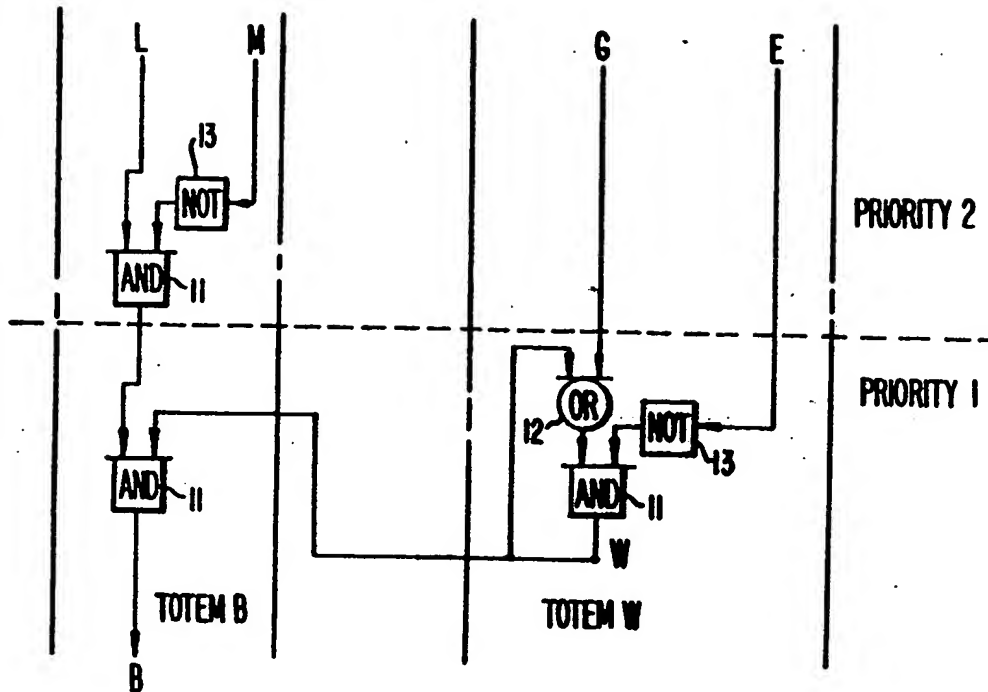 L M G E
13
NOT
PRIORITY 2
AND 11
PRIORITY 1
OR
12 NOT
13
AND 11
AND 11
W
TOTEM B TOTEM W
B